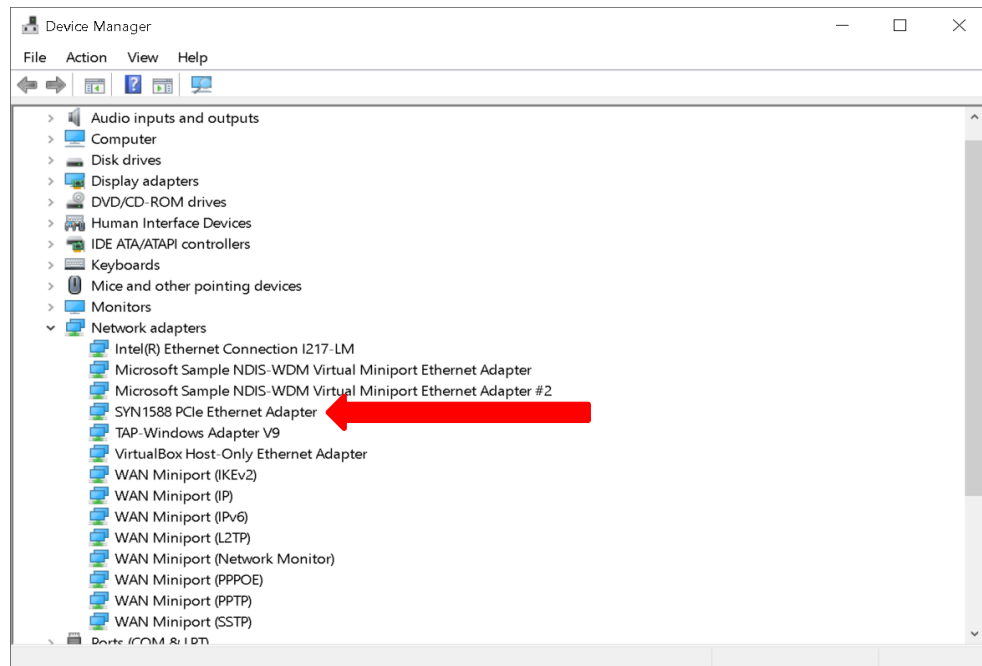 Device Manager
File Action View Help
Audio inputs and outputs
Computer
Disk drives
Display adapters
DVD/CD-ROM drives
Human Interface Devices
IDE ATA/ATAPI controllers
Keyboards
Mice and other pointing devices
Monitors
Network adapters
Intel(R) Ethernet Connection I217-LM
Microsoft Sample NDIS-WDM Virtual Miniport Ethernet Adapter
Microsoft Sample NDIS-WDM Virtual Miniport Ethernet Adapter #2
SYN1588 PCIe Ethernet Adapter
TAP-Windows Adapter V9
VirtualBox Host-Only Ethernet Adapter
WAN Miniport (IKEv2)
WAN Miniport (IP)
WAN Miniport (IPv6)
WAN Miniport (L2TP)
WAN Miniport (Network Monitor)
WAN Miniport (PPPOE)
WAN Miniport (PPTP)
WAN Miniport (SSTP)
Ports (COM & LPT)